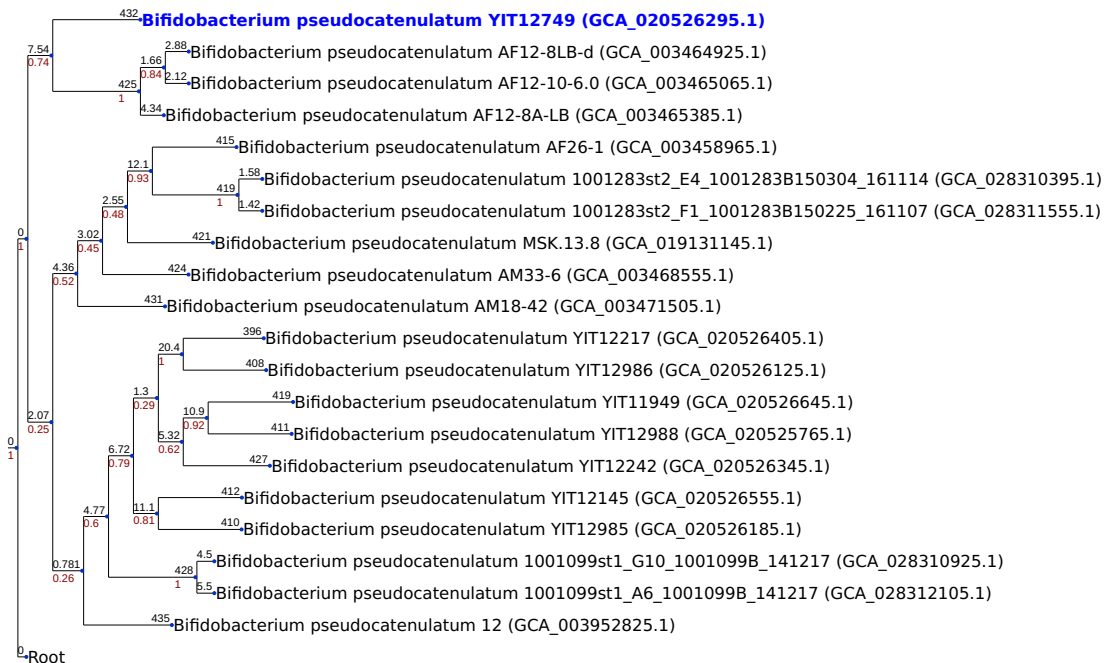 432 Bifidobacterium pseudocatenulatum YIT12749 (GCA_020526295.1)
7.54
0.74
2.88 Bifidobacterium pseudocatenulatum AF12-8LB-d (GCA_003464925.1)
1.66
0.84
2.12 Bifidobacterium pseudocatenulatum AF12-10-6.0 (GCA_003465065.1)
425
1
4.34 Bifidobacterium pseudocatenulatum AF12-8A-LB (GCA_003465385.1)
415 Bifidobacterium pseudocatenulatum AF26-1 (GCA_003458965.1)
12.1
0.93
1.58 Bifidobacterium pseudocatenulatum 1001283st2_E4_1001283B150304_161114 (GCA_028310395.1)
419
1
1.42 Bifidobacterium pseudocatenulatum 1001283st2_F1_1001283B150225_161107 (GCA_028311555.1)
2.55
0.48
0
1
3.02
0.45
421 Bifidobacterium pseudocatenulatum MSK.13.8 (GCA_019131145.1)
4.36
0.52
424 Bifidobacterium pseudocatenulatum AM33-6 (GCA_003468555.1)
431 Bifidobacterium pseudocatenulatum AM18-42 (GCA_003471505.1)
396 Bifidobacterium pseudocatenulatum YIT12217 (GCA_020526405.1)
20.4
1
408 Bifidobacterium pseudocatenulatum YIT12986 (GCA_020526125.1)
1.3
0.29
419 Bifidobacterium pseudocatenulatum YIT11949 (GCA_020526645.1)
10.9
0.92
2.07
0.25
411 Bifidobacterium pseudocatenulatum YIT12988 (GCA_020525765.1)
5.32
0.62
0
1
6.72
0.79
427 Bifidobacterium pseudocatenulatum YIT12242 (GCA_020526345.1)
412 Bifidobacterium pseudocatenulatum YIT12145 (GCA_020526555.1)
11.1
0.81
4.77
0.6
410 Bifidobacterium pseudocatenulatum YIT12985 (GCA_020526185.1)
4.5 Bifidobacterium pseudocatenulatum 1001099st1_G10_1001099B_141217 (GCA_028310925.1)
0.781
0.26
428
1
5.5 Bifidobacterium pseudocatenulatum 1001099st1_A6_1001099B_141217 (GCA_028312105.1)
435 Bifidobacterium pseudocatenulatum 12 (GCA_003952825.1)
0 Root